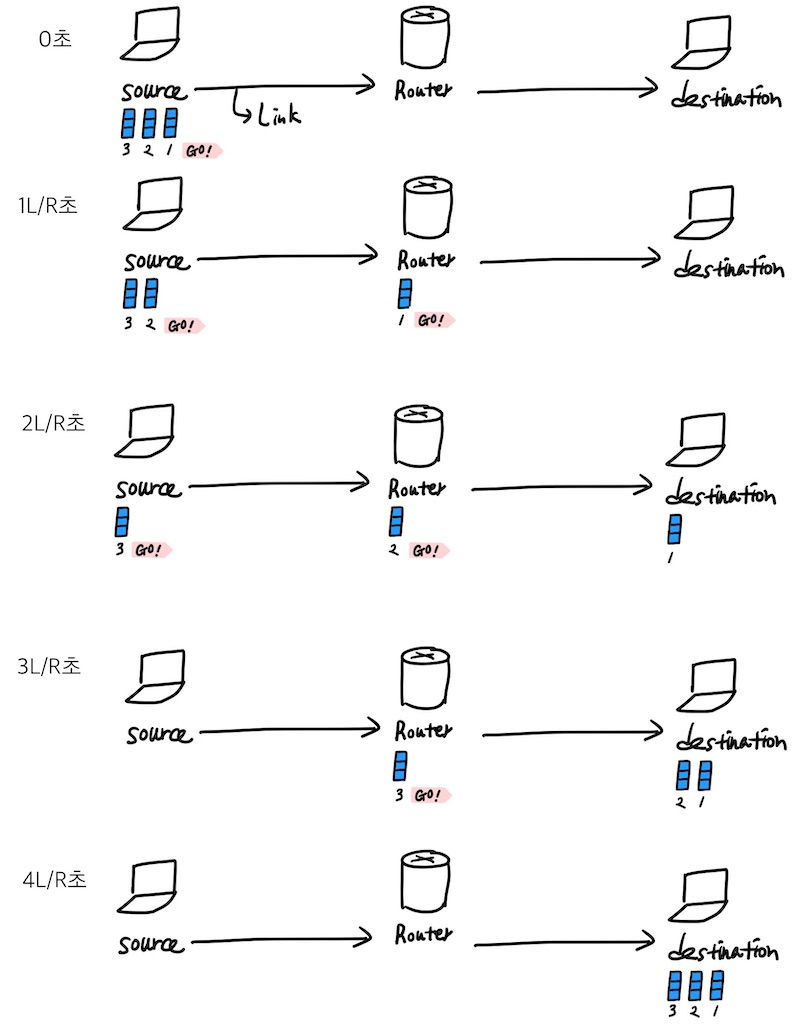 0초
source
Router
destination
Link
3 2 1 GO!
1L/R초
source
Router
destination
3 2 GO!
1 GO!
2L/R초
source
Router
destination
3 GO!
2 GO!
1
3L/R초
source
Router
destination
3 GO!
2 1
4L/R초
source
Router
destination
3 2 1